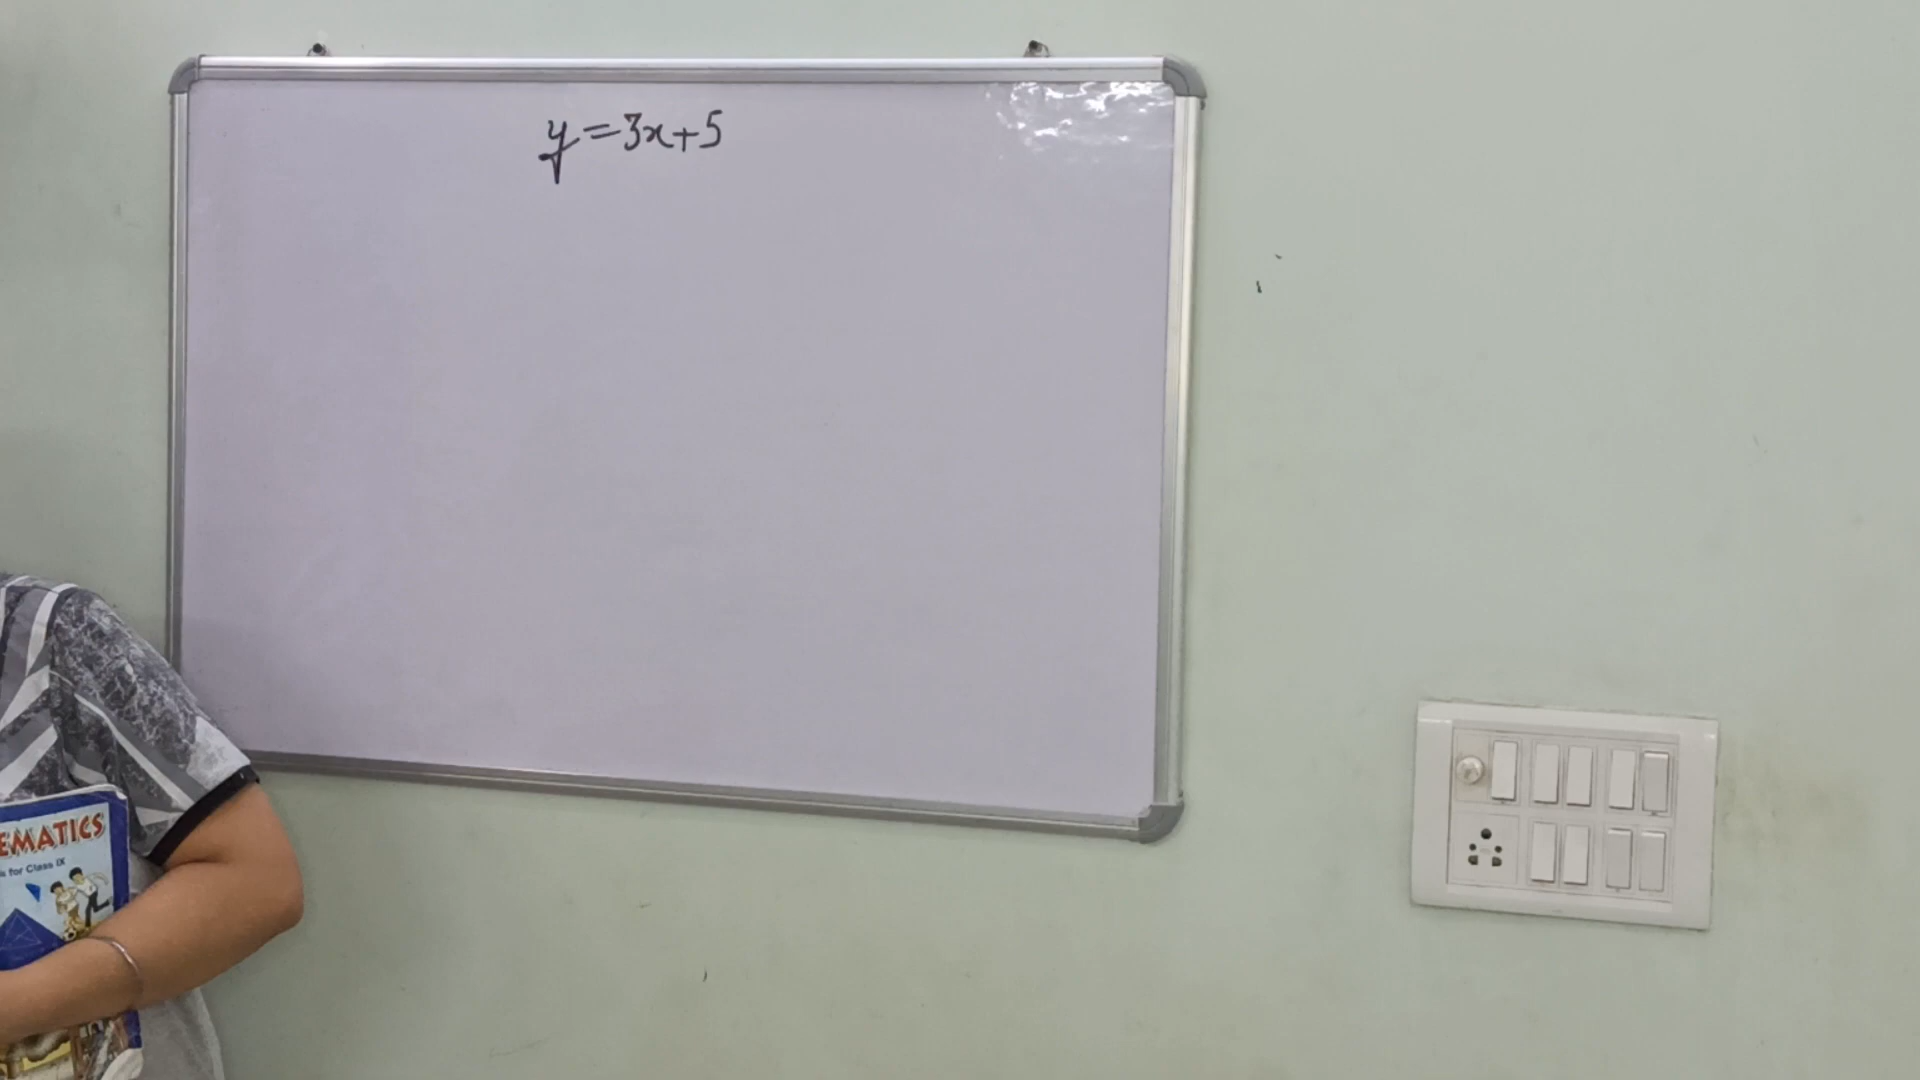 y = 3x + 5
EMATICS
for Class IX